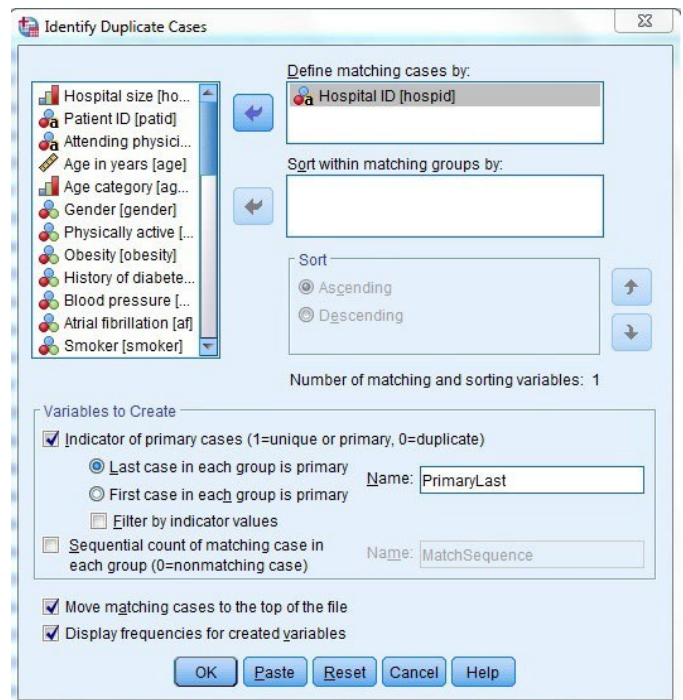 Identify Duplicate Cases
Hospital size [ho...
Patient ID [patid]
Attending physici...
Age in years [age]
Age category [ag...
Gender [gender]
Physically active [...
Obesity [obesity]
History of diabete...
Blood pressure [...
Atrial fibrillation [af]
Smoker [smoker]
Define matching cases by:
Hospital ID [hospid]
Sort within matching groups by:
Sort
Ascending
Descending
Number of matching and sorting variables: 1
Variables to Create
Indicator of primary cases (1=unique or primary, 0=duplicate)
Last case in each group is primary
First case in each group is primary
Name: PrimaryLast
Filter by indicator values
Sequential count of matching case in
each group (0=nonmatching case)
Name: MatchSequence
Move matching cases to the top of the file
Display frequencies for created variables
OK Paste Reset Cancel Help